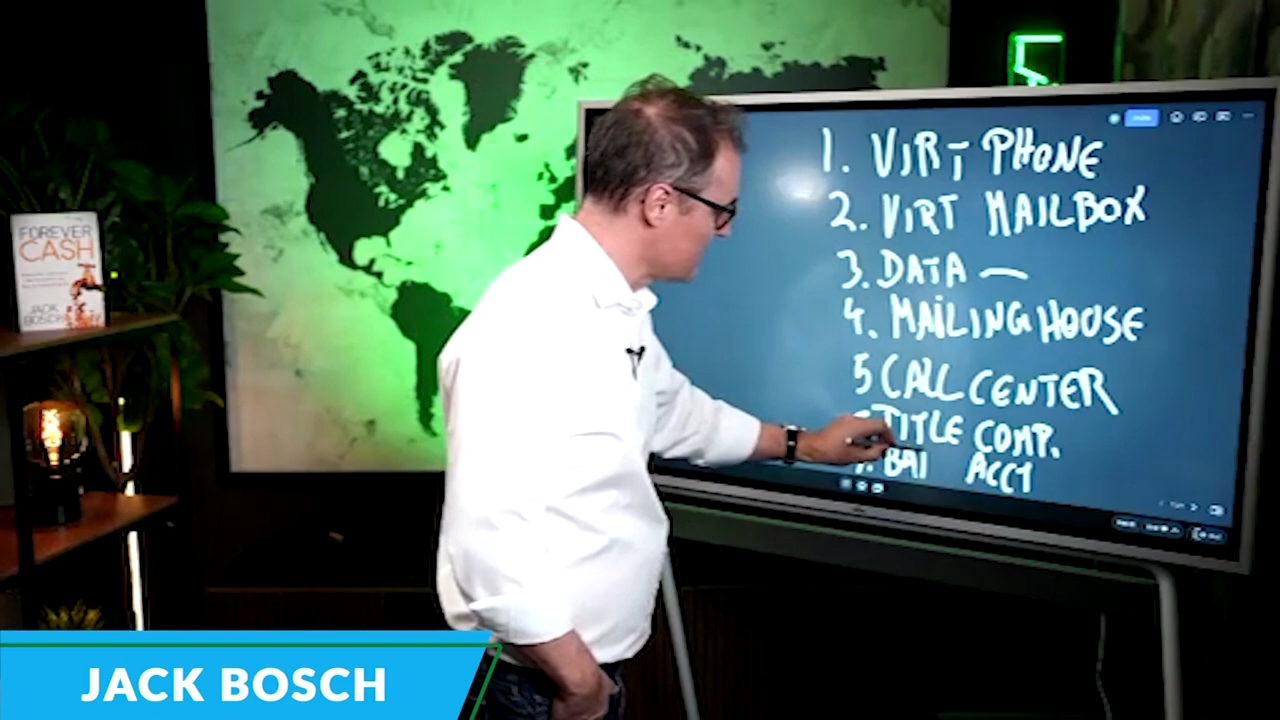 FOREVER
CASH
JACK
BOSCH
1. VIRT PHONE
2. VIRT MAILBOX
3. DATA —
4. MAILING HOUSE
5 CALL CENTER
TITLE COMP.
ACCT
JACK BOSCH